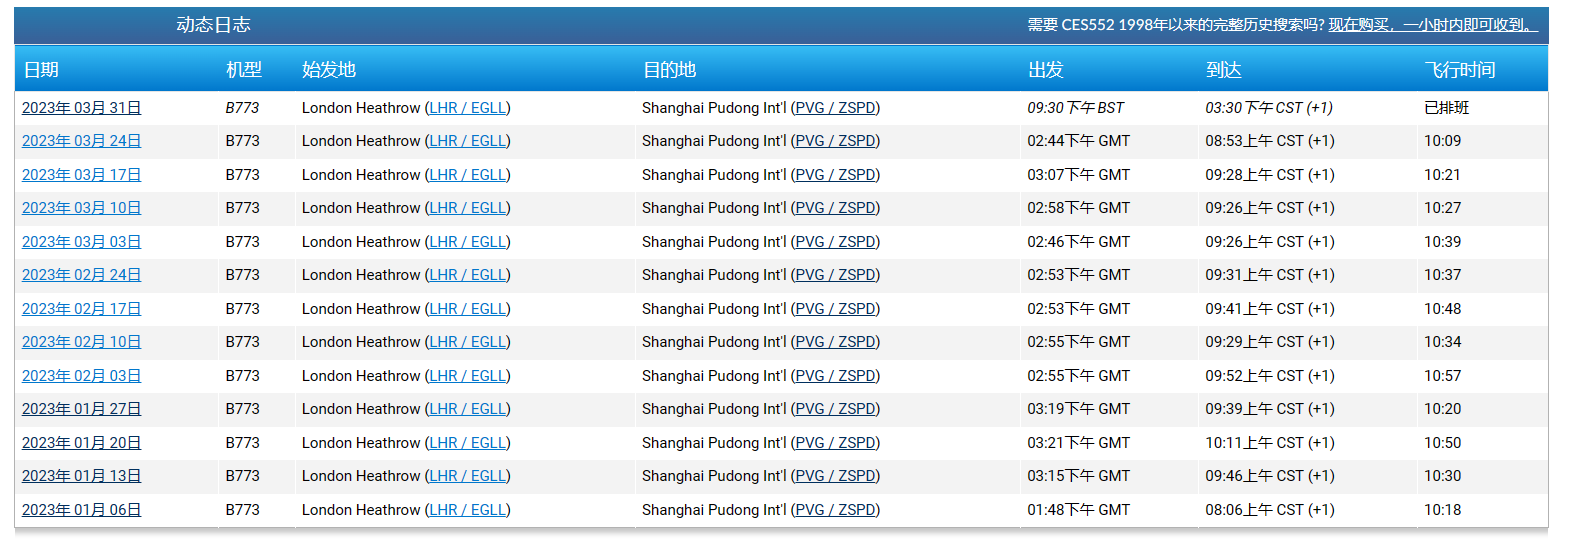 动态日志 需要 CES552 1998年以来的完整历史搜索吗? 现在购买，一小时内即可收到。
日期 机型 始发地 目的地 出发 到达 飞行时间
2023年 03月 31日 B773 London Heathrow (LHR / EGLL) Shanghai Pudong Int'l (PVG / ZSPD) 09:30下午 BST 03:30下午 CST (+1) 已排班
2023年 03月 24日 B773 London Heathrow (LHR / EGLL) Shanghai Pudong Int'l (PVG / ZSPD) 02:44下午 GMT 08:53上午 CST (+1) 10:09
2023年 03月 17日 B773 London Heathrow (LHR / EGLL) Shanghai Pudong Int'l (PVG / ZSPD) 03:07下午 GMT 09:28上午 CST (+1) 10:21
2023年 03月 10日 B773 London Heathrow (LHR / EGLL) Shanghai Pudong Int'l (PVG / ZSPD) 02:58下午 GMT 09:26上午 CST (+1) 10:27
2023年 03月 03日 B773 London Heathrow (LHR / EGLL) Shanghai Pudong Int'l (PVG / ZSPD) 02:46下午 GMT 09:26上午 CST (+1) 10:39
2023年 02月 24日 B773 London Heathrow (LHR / EGLL) Shanghai Pudong Int'l (PVG / ZSPD) 02:53下午 GMT 09:31上午 CST (+1) 10:37
2023年 02月 17日 B773 London Heathrow (LHR / EGLL) Shanghai Pudong Int'l (PVG / ZSPD) 02:53下午 GMT 09:41上午 CST (+1) 10:48
2023年 02月 10日 B773 London Heathrow (LHR / EGLL) Shanghai Pudong Int'l (PVG / ZSPD) 02:55下午 GMT 09:29上午 CST (+1) 10:34
2023年 02月 03日 B773 London Heathrow (LHR / EGLL) Shanghai Pudong Int'l (PVG / ZSPD) 02:55下午 GMT 09:52上午 CST (+1) 10:57
2023年 01月 27日 B773 London Heathrow (LHR / EGLL) Shanghai Pudong Int'l (PVG / ZSPD) 03:19下午 GMT 09:39上午 CST (+1) 10:20
2023年 01月 20日 B773 London Heathrow (LHR / EGLL) Shanghai Pudong Int'l (PVG / ZSPD) 03:21下午 GMT 10:11上午 CST (+1) 10:50
2023年 01月 13日 B773 London Heathrow (LHR / EGLL) Shanghai Pudong Int'l (PVG / ZSPD) 03:15下午 GMT 09:46上午 CST (+1) 10:30
2023年 01月 06日 B773 London Heathrow (LHR / EGLL) Shanghai Pudong Int'l (PVG / ZSPD) 01:48下午 GMT 08:06上午 CST (+1) 10:18